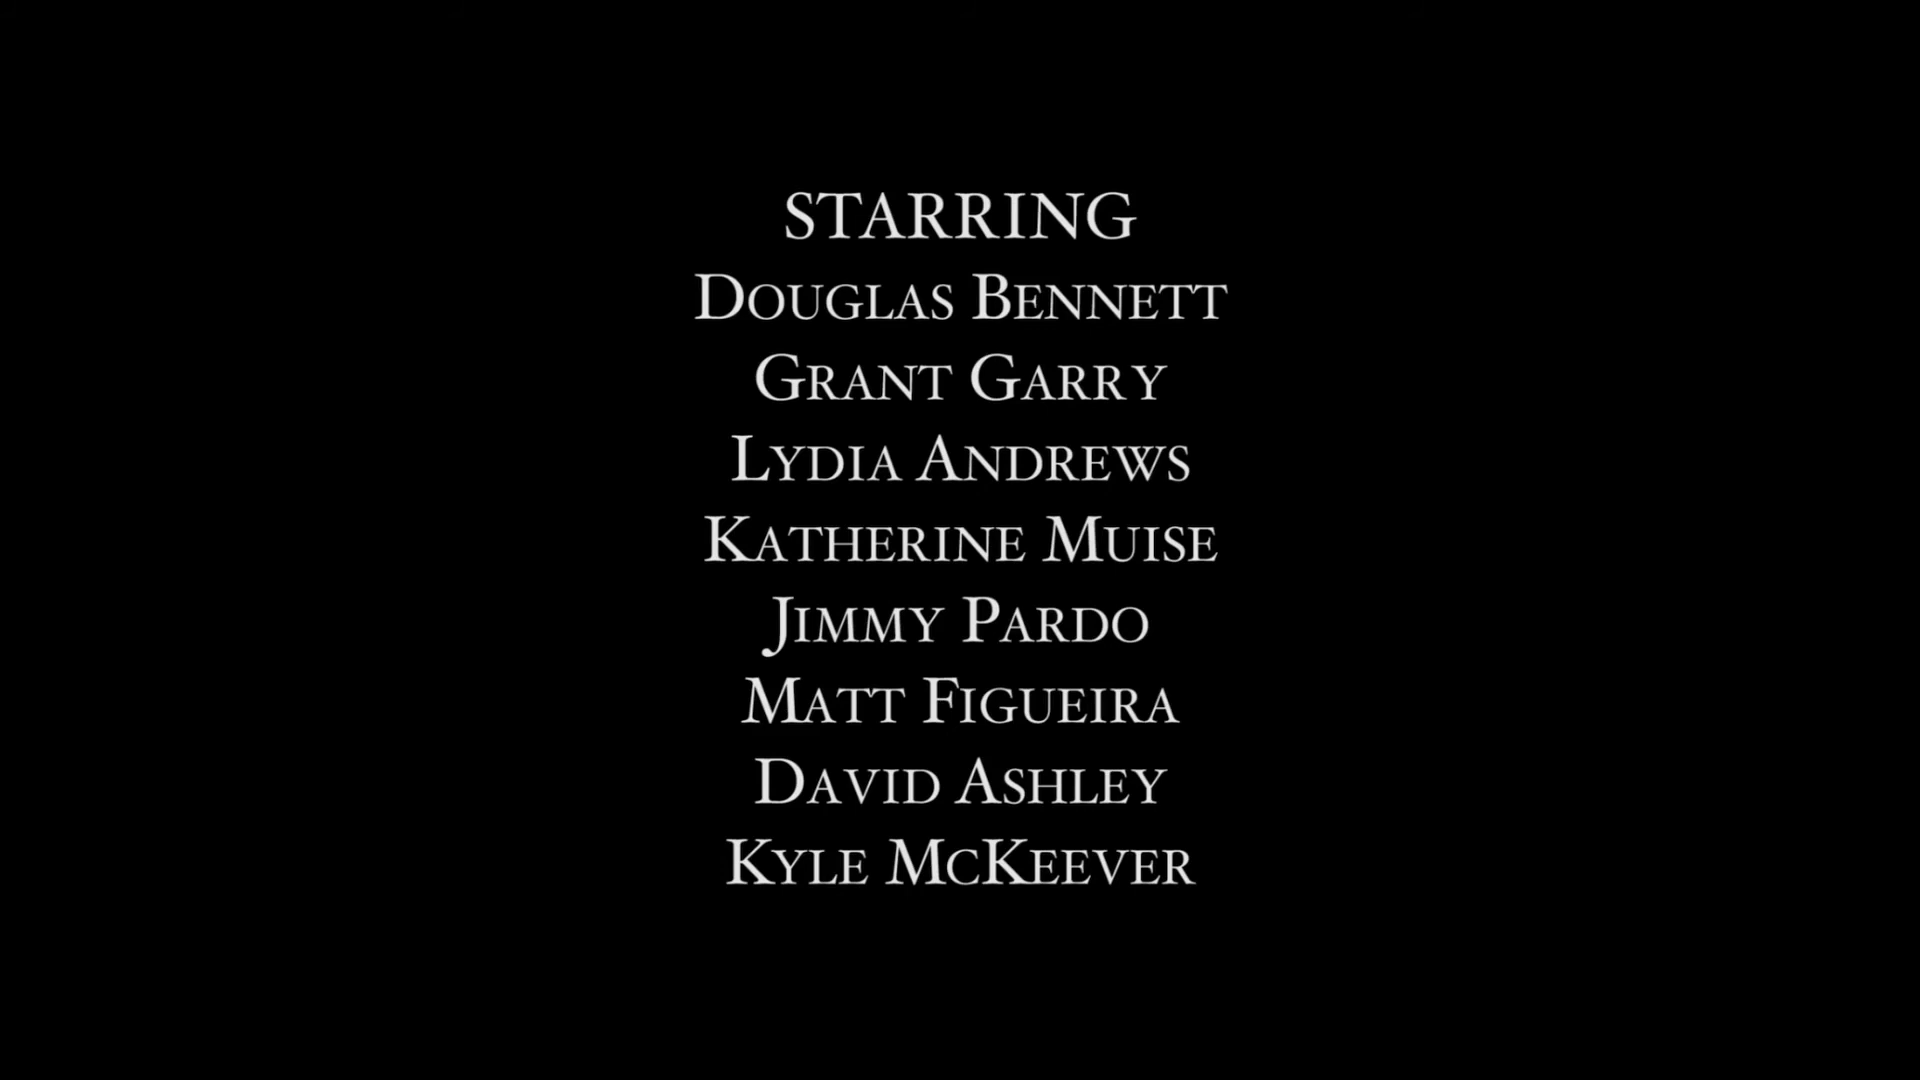 STARRING
DOUGLAS BENNETT
GRANT GARRY
LYDIA ANDREWS
KATHERINE MUISE
JIMMY PARDO
MATT FIGUEIRA
DAVID ASHLEY
KYLE MCKEEVER